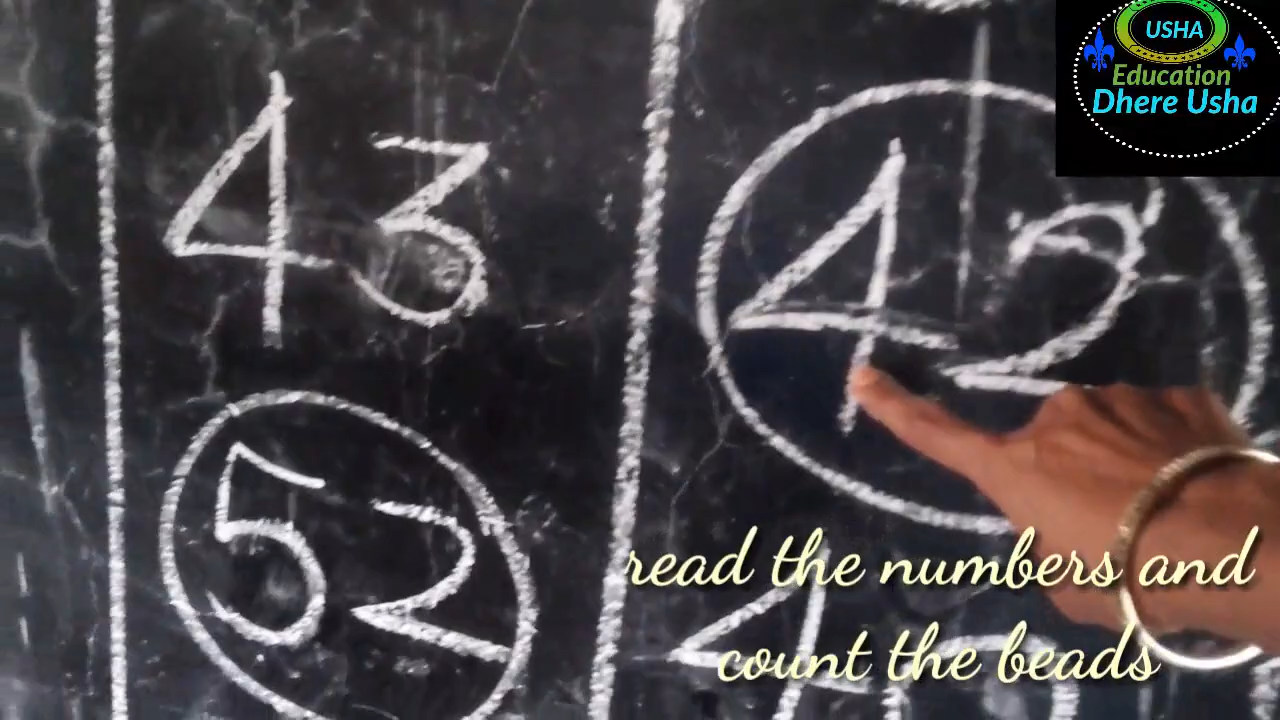 USHA
Education
Dhere Usha
43
42
52
read the numbers and
count the beads